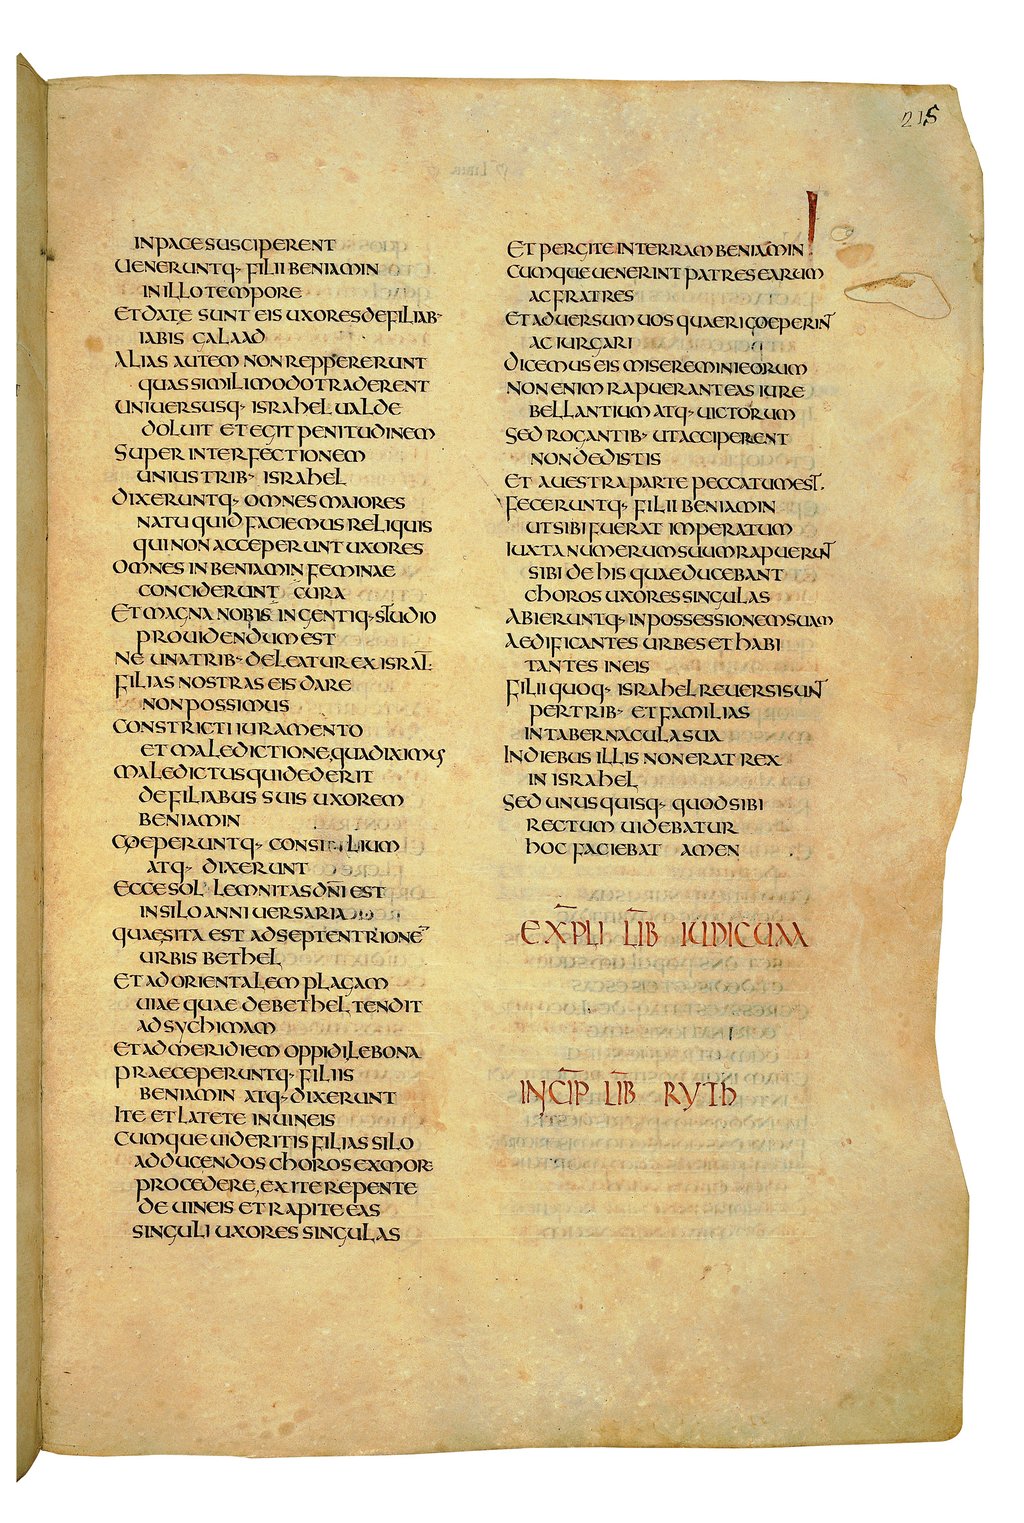 215
IN PACE SUSCIPERENT
UENERUNTQ· FILII BENIAMIN
IN ILLO TEMPORE
ET DATE SUNT EIS UXORES DE FILIAB·
IABIS GALAAD
ALIAS AUTEM NON REPPERERUNT
QUAS SIMILI MODO TRADERENT
UNIUERSUSQ· ISRAHEL UALDE
DOLUIT ET EGIT PENITUDINEM
SUPER INTERFECTIONEM
UNIUS TRIB· ISRAHEL
DIXERUNTQ· OMNES MAIORES
NATU QUID FACIEMUS RELIQUIS
QUI NON ACCEPERUNT UXORES
OMNES IN BENIAMIN FEMINAE
CONCIDERUNT CURA
ET MAGNA NOBIS INGENTIQ· STUDIO
PROUIDENDUM EST
NE UNA TRIB· DELEATUR EX ISRAL̅·
FILIAS NOSTRAS EIS DARE
NON POSSIMUS
CONSTRICTI IURAMENTO
ET MALEDICTIONE, QUA DIXIMUS
MALEDICTUS QUI DEDERIT
DE FILIABUS SUIS UXOREM
BENIAMIN
COEPERUNTQ· CONSILIUM
ATQ· DIXERUNT
ECCE SOLLEMNITAS DN̅I EST
IN SILO ANNIUERSARIA
QUAE SITA EST AD SEPTENTRIONE̅
URBIS BETHEL
ET AD ORIENTALEM PLAGAM
UIAE QUAE DE BETHEL TENDIT
AD SYCHIMAM
ET AD MERIDIEM OPPIDI LEBONA
PRAECEPERUNTQ· FILIIS
BENIAMIN ATQ· DIXERUNT
ITE ET LATETE IN UINEIS
CUMQUE UIDERITIS FILIAS SILO
AD DUCENDOS CHOROS EX MOR·
PROCEDERE, EXITE REPENTE
DE UINEIS ET RAPITE EAS
SINGULI UXORES SINGULAS
ET PERGITE IN TERRAM BENIAMIN
CUMQUE UENERINT PATRES EARUM
AC FRATRES
ET ADUERSUM UOS QUAERI COEPERIN̅T
AC IURGARI
DICEMUS EIS MISEREMINI EORUM
NON ENIM RAPUERANT EAS IURE
BELLANTIUM ATQ· UICTORUM
SED ROGANTIB· UT ACCIPERENT
NON DEDISTIS
ET A UESTRA PARTE PECCATUM EST.
FECERUNTQ· FILII BENIAMIN
UT SIBI FUERAT IMPERATUM
IUXTA NUMERUM SUUM RAPUERUNT
SIBI DE HIS QUAE DUCEBANT
CHOROS UXORES SINGULAS
ABIERUNTQ· IN POSSESSIONEM SUAM
AEDIFICANTES URBES ET HABI
TANTES IN EIS
FILII QUOQ· ISRAHEL REUERSI SUNT
PER TRIB· ET FAMILIAS
IN TABERNACULA SUA
IN DIEBUS ILLIS NON ERAT REX
IN ISRAHEL
SED UNUSQUISQ· QUOD SIBI
RECTUM UIDEBATUR
HOC FACIEBAT AMEN
EXPLI LIB IUDICUM
INCIP LIB RUTH